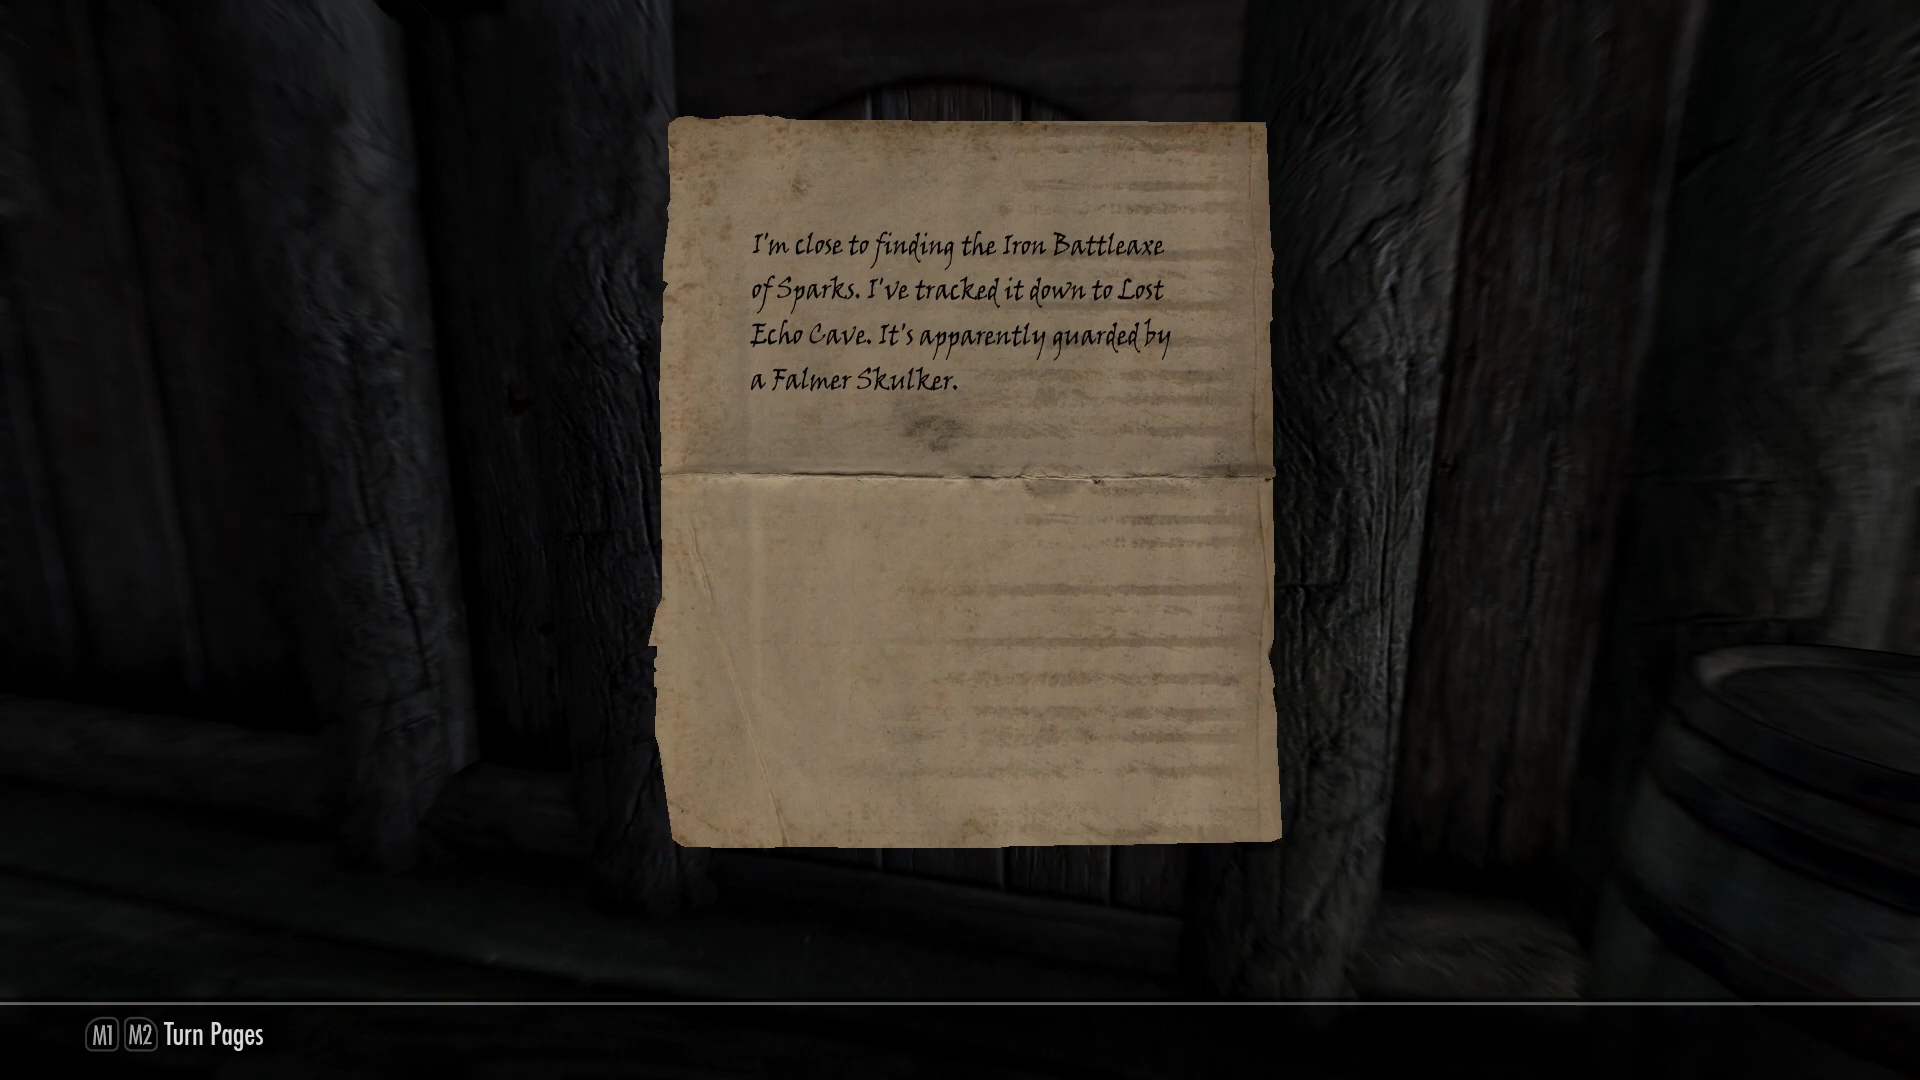 I'm close to finding the Iron Battleaxe
of Sparks. I've tracked it down to Lost
Echo Cave. It's apparently guarded by
a Falmer Skulker.
M1 M2 Turn Pages